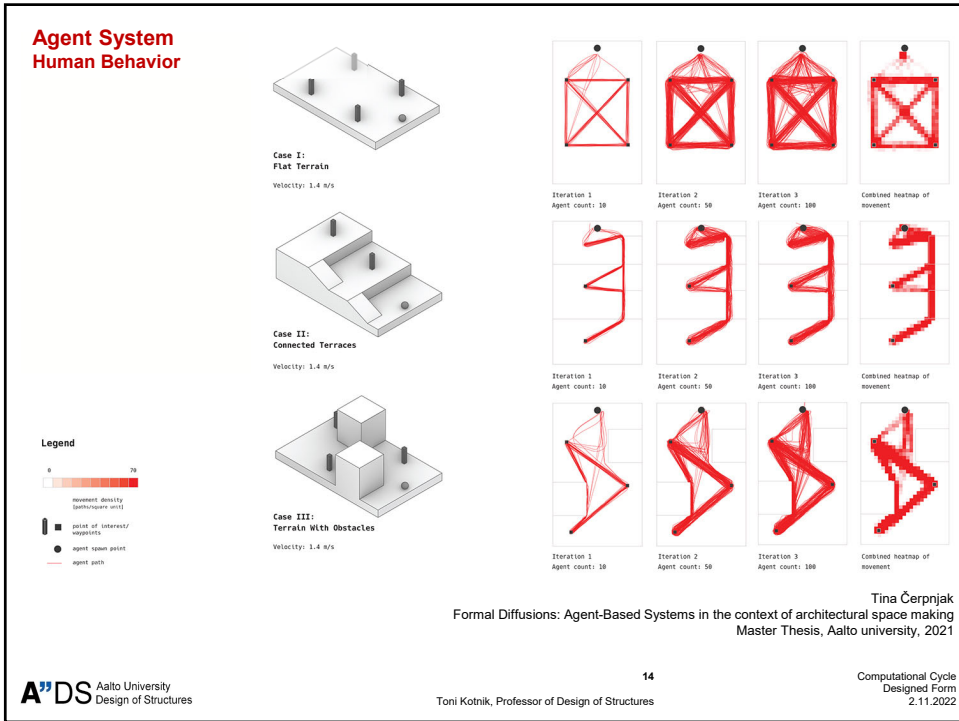 Agent System
Human Behavior
Case I:
Flat Terrain
Velocity: 1.4 m/s
Iteration 1
Agent count: 10
Iteration 2
Agent count: 50
Iteration 3
Agent count: 100
Combined heatmap of
movement
Case II:
Connected Terraces
Velocity: 1.4 m/s
Iteration 1
Agent count: 10
Iteration 2
Agent count: 50
Iteration 3
Agent count: 100
Combined heatmap of
movement
Legend
0 70
movement density
[paths/square unit]
point of interest/
waypoints
agent spawn point
agent path
Case III:
Terrain With Obstacles
Velocity: 1.4 m/s
Iteration 1
Agent count: 10
Iteration 2
Agent count: 50
Iteration 3
Agent count: 100
Combined heatmap of
movement
Tina Čerpnjak
Formal Diffusions: Agent-Based Systems in the context of architectural space making
Master Thesis, Aalto university, 2021
A”DS Aalto University
Design of Structures
14
Toni Kotnik, Professor of Design of Structures
Computational Cycle
Designed Form
2.11.2022